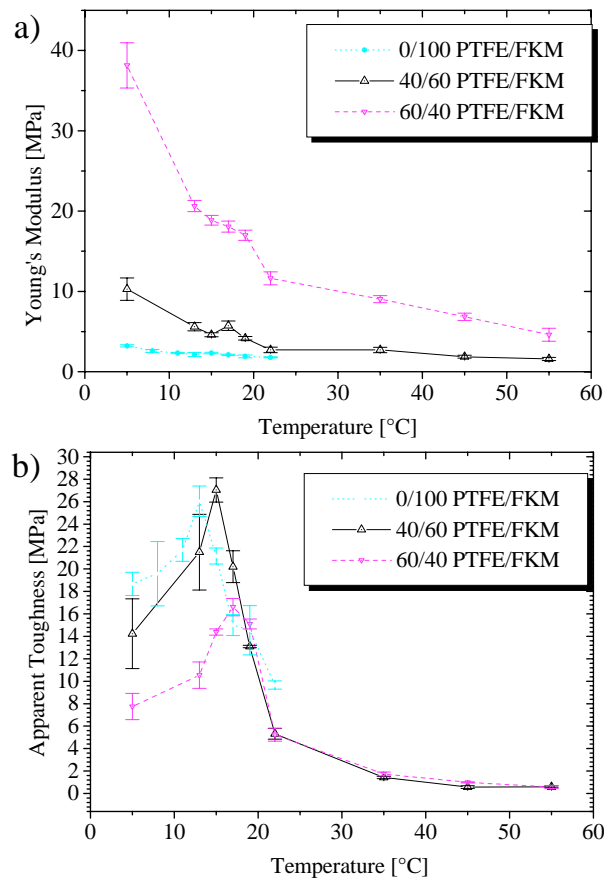 a)
40
30
20
10
0
Young's Modulus [MPa]
0/100 PTFE/FKM
40/60 PTFE/FKM
60/40 PTFE/FKM
0 10 20 30 40 50 60
Temperature [°C]
b)
30
28
26
24
22
20
18
16
14
12
10
8
6
4
2
0
Apparent Toughness [MPa]
0/100 PTFE/FKM
40/60 PTFE/FKM
60/40 PTFE/FKM
0 10 20 30 40 50 60
Temperature [°C]